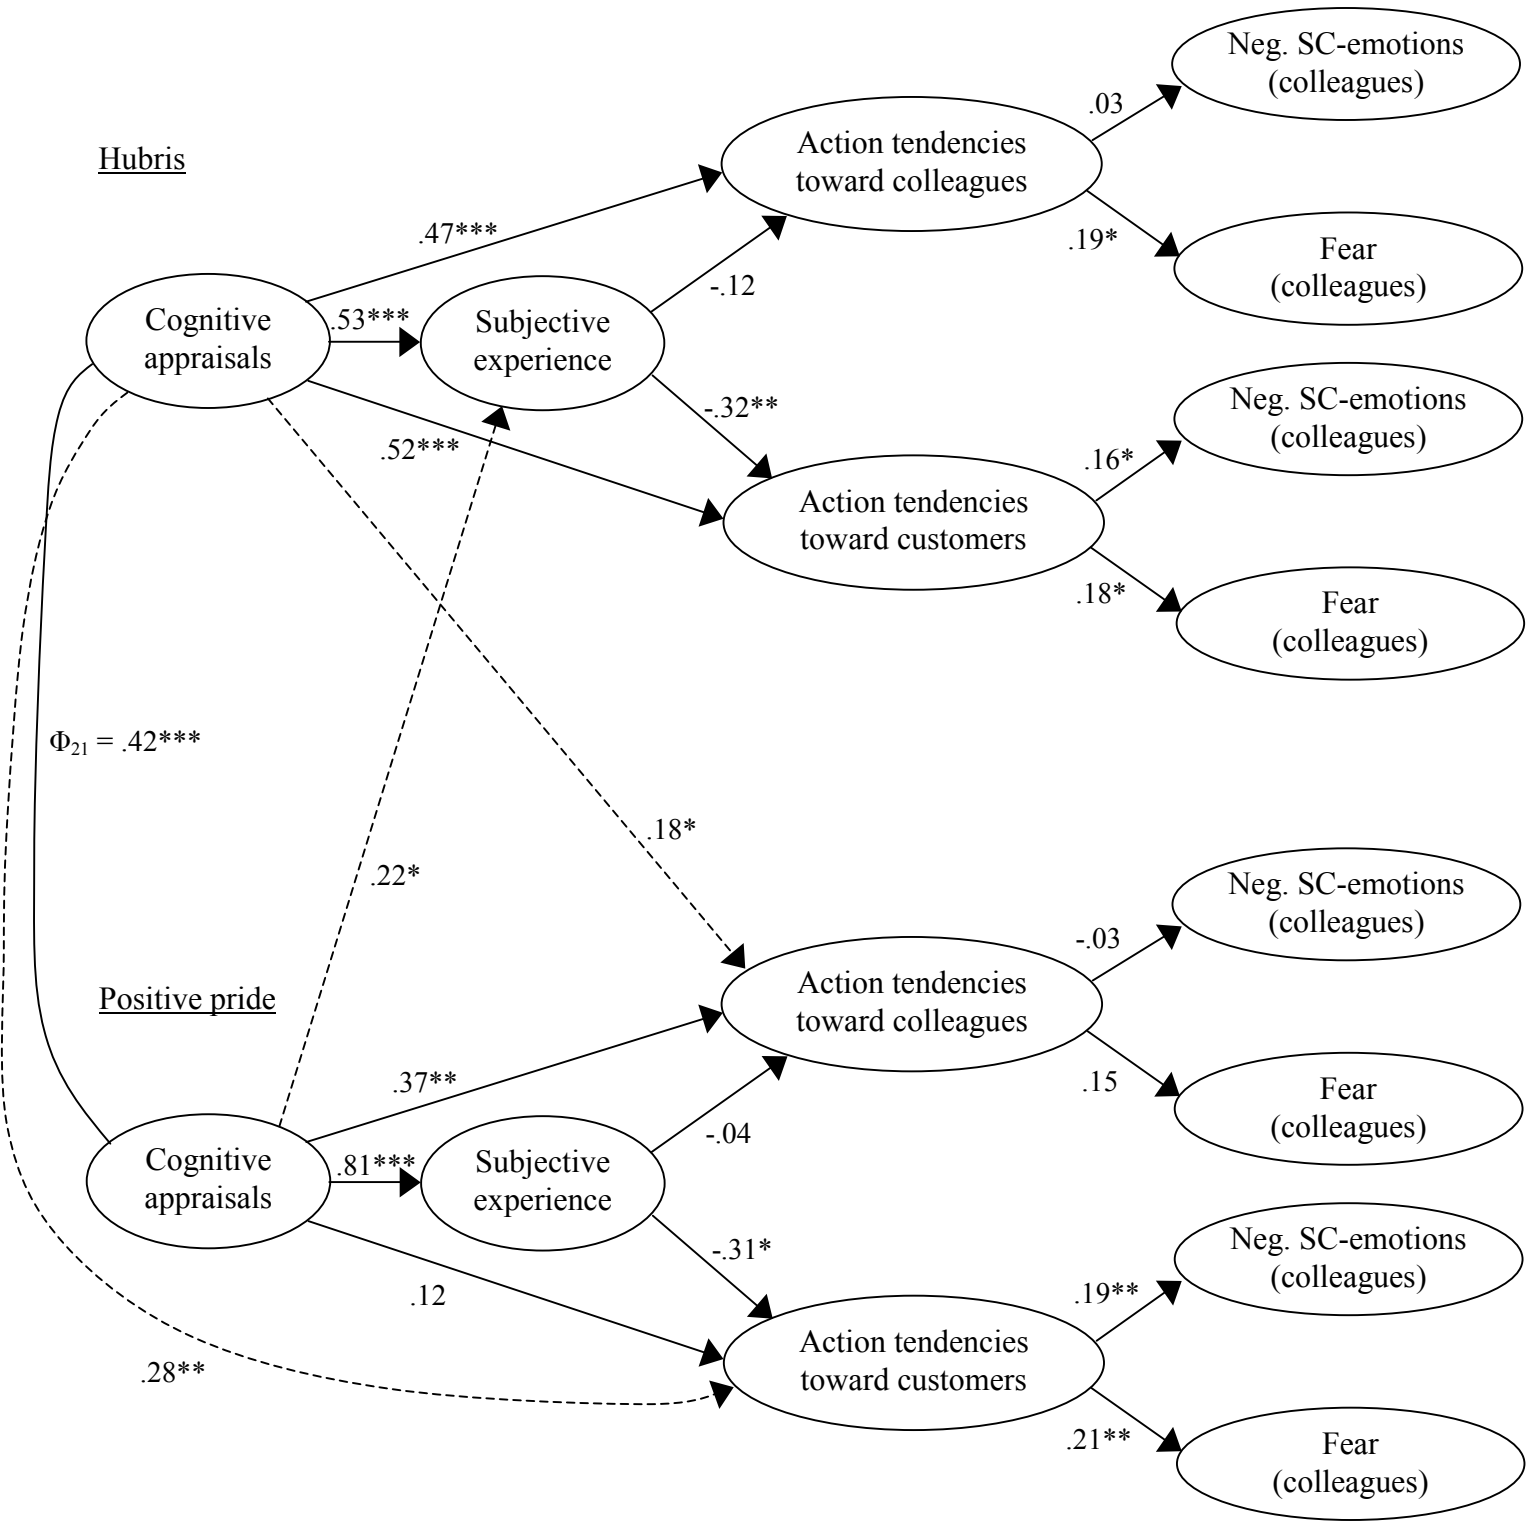 Neg. SC-emotions
(colleagues)
.03
Action tendencies
toward colleagues
Hubris
.47***
.19*
Fear
(colleagues)
-.12
Cognitive
appraisals
.53***
Subjective
experience
-.32**
.52***
Neg. SC-emotions
(colleagues)
.16*
Action tendencies
toward customers
.18*
Fear
(colleagues)
Φ21 = .42***
.18*
.22*
Neg. SC-emotions
(colleagues)
-.03
Action tendencies
toward colleagues
Positive pride
.37**
.15
Fear
(colleagues)
-.04
Cognitive
appraisals
.81***
Subjective
experience
-.31*
.12
Neg. SC-emotions
(colleagues)
.19**
Action tendencies
toward customers
.28**
.21**
Fear
(colleagues)